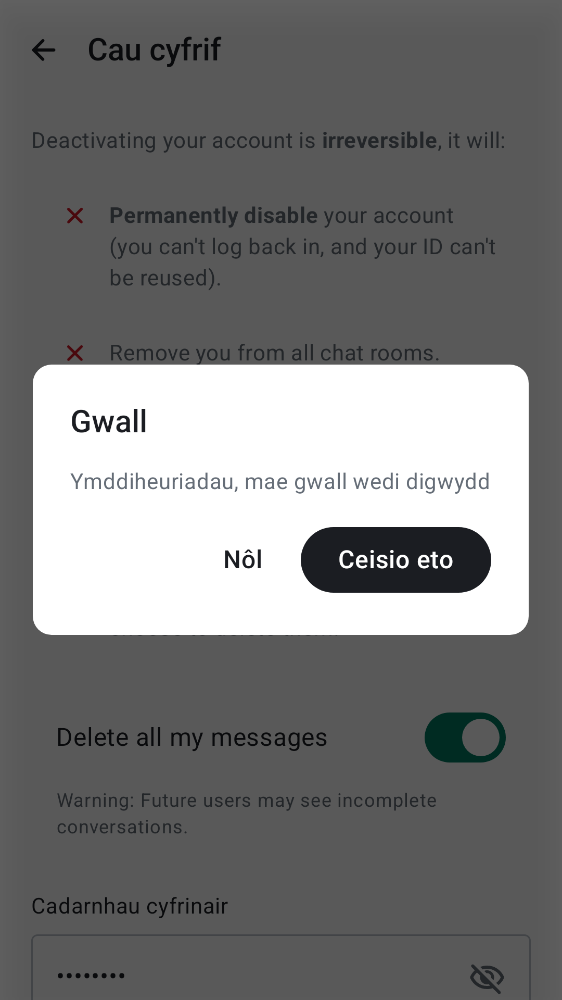 Cau cyfrif
Deactivating your account is irreversible, it will:
Permanently disable your account
(you can't log back in, and your ID can't
be reused).
Remove you from all chat rooms.
Gwall
Ymddiheuriadau, mae gwall wedi digwydd
Nôl
Ceisio eto
Delete all my messages
Warning: Future users may see incomplete
conversations.
Cadarnhau cyfrinair